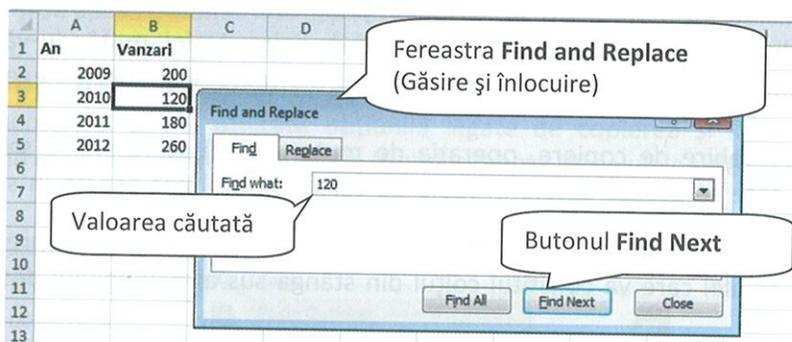 A B C D
1 An Vanzari
2 2009 200
3 2010 120
4 2011 180
5 2012 260
6
7
8
9
10
11
12
13
Fereastra Find and Replace
(Găsire şi înlocuire)
Find and Replace
Find Replace
Find what: 120
Valoarea căutată
Butonul Find Next
Find All Find Next Close